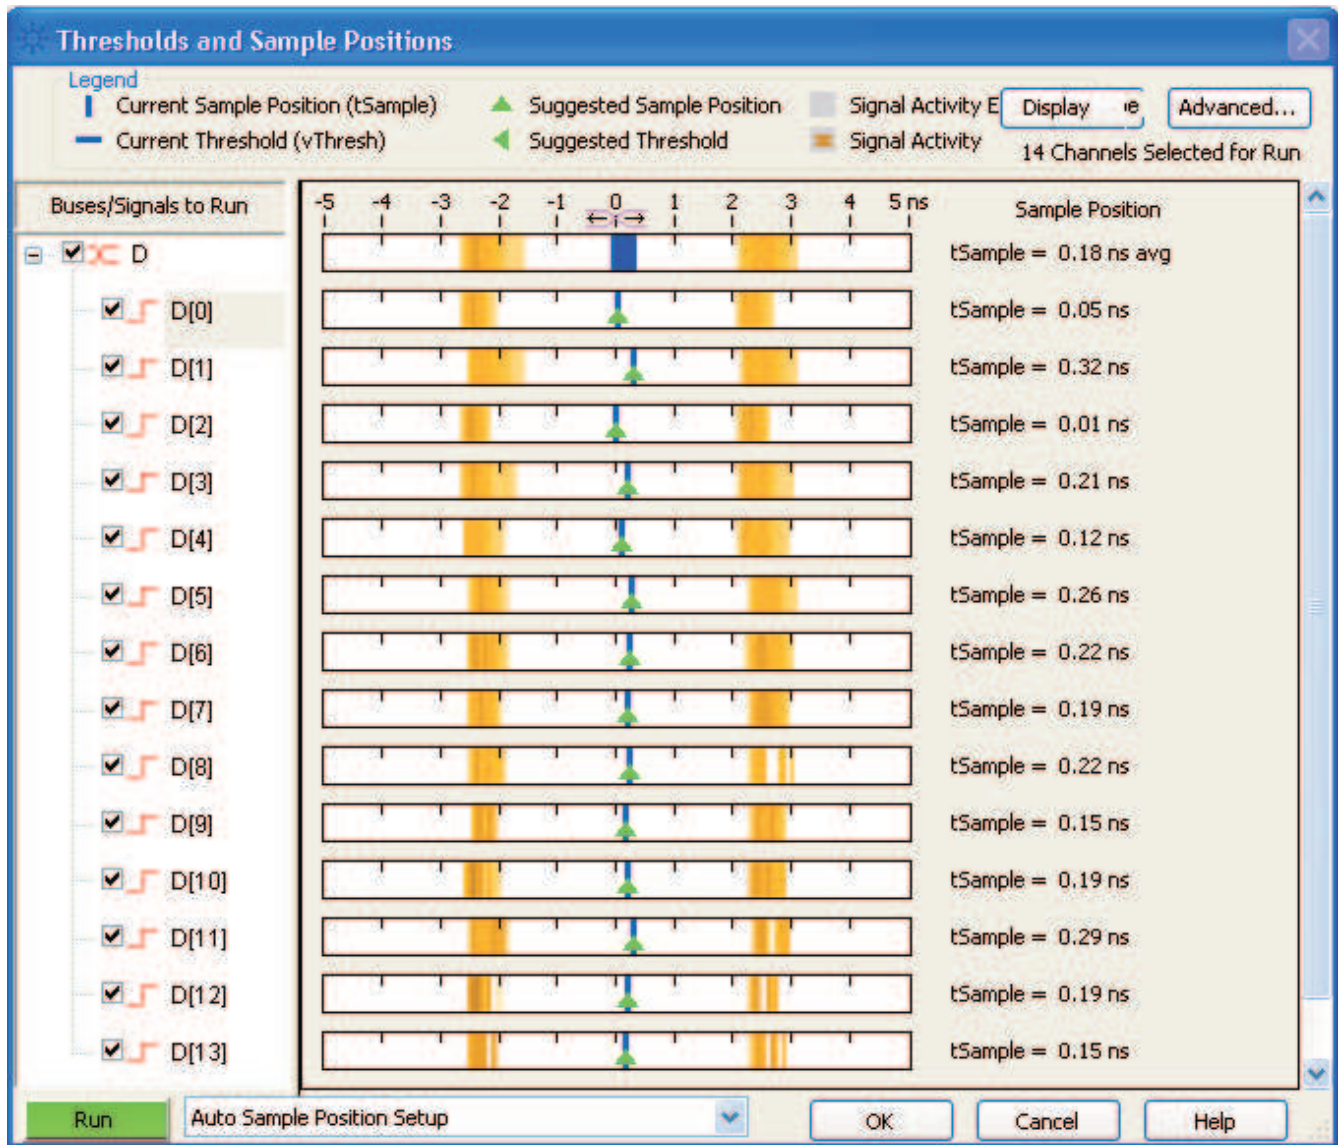 Thresholds and Sample Positions
Legend
Current Sample Position (tSample)
Suggested Sample Position
Signal Activity E
Display
e
Advanced...
Current Threshold (vThresh)
Suggested Threshold
Signal Activity
14 Channels Selected for Run
Buses/Signals to Run
-5 -4 -3 -2 -1 0 1 2 3 4 5 ns
Sample Position
D
tSample = 0.18 ns avg
D[0]
tSample = 0.05 ns
D[1]
tSample = 0.32 ns
D[2]
tSample = 0.01 ns
D[3]
tSample = 0.21 ns
D[4]
tSample = 0.12 ns
D[5]
tSample = 0.26 ns
D[6]
tSample = 0.22 ns
D[7]
tSample = 0.19 ns
D[8]
tSample = 0.22 ns
D[9]
tSample = 0.15 ns
D[10]
tSample = 0.19 ns
D[11]
tSample = 0.29 ns
D[12]
tSample = 0.19 ns
D[13]
tSample = 0.15 ns
Run
Auto Sample Position Setup
OK
Cancel
Help